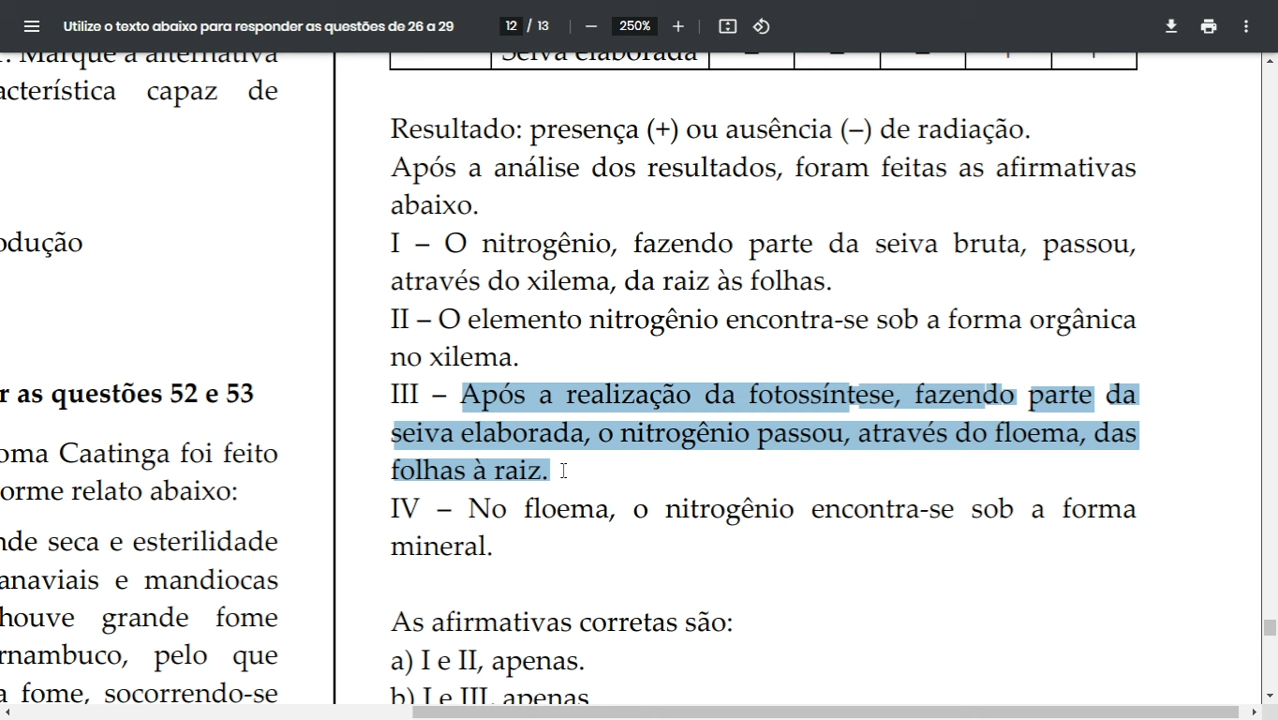 Utilize o texto abaixo para responder as questões de 26 a 29
12 / 13
250%
r. Marque a alternativa
acterística capaz de
odução
r as questões 52 e 53
oma Caatinga foi feito
orme relato abaixo:
nde seca e esterilidade
anaviais e mandiocas
houve grande fome
rnambuco, pelo que
a fome, socorrendo-se
Seiva elaborada – – – + +
Resultado: presença (+) ou ausência (–) de radiação.
Após a análise dos resultados, foram feitas as afirmativas
abaixo.
I – O nitrogênio, fazendo parte da seiva bruta, passou,
através do xilema, da raiz às folhas.
II – O elemento nitrogênio encontra-se sob a forma orgânica
no xilema.
III – Após a realização da fotossíntese, fazendo parte da
seiva elaborada, o nitrogênio passou, através do floema, das
folhas à raiz.
IV – No floema, o nitrogênio encontra-se sob a forma
mineral.
As afirmativas corretas são:
a) I e II, apenas.
b) I e III, apenas